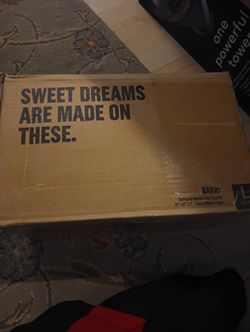 one
powerful
tower
SWEET DREAMS
ARE MADE ON
THESE.
BARK